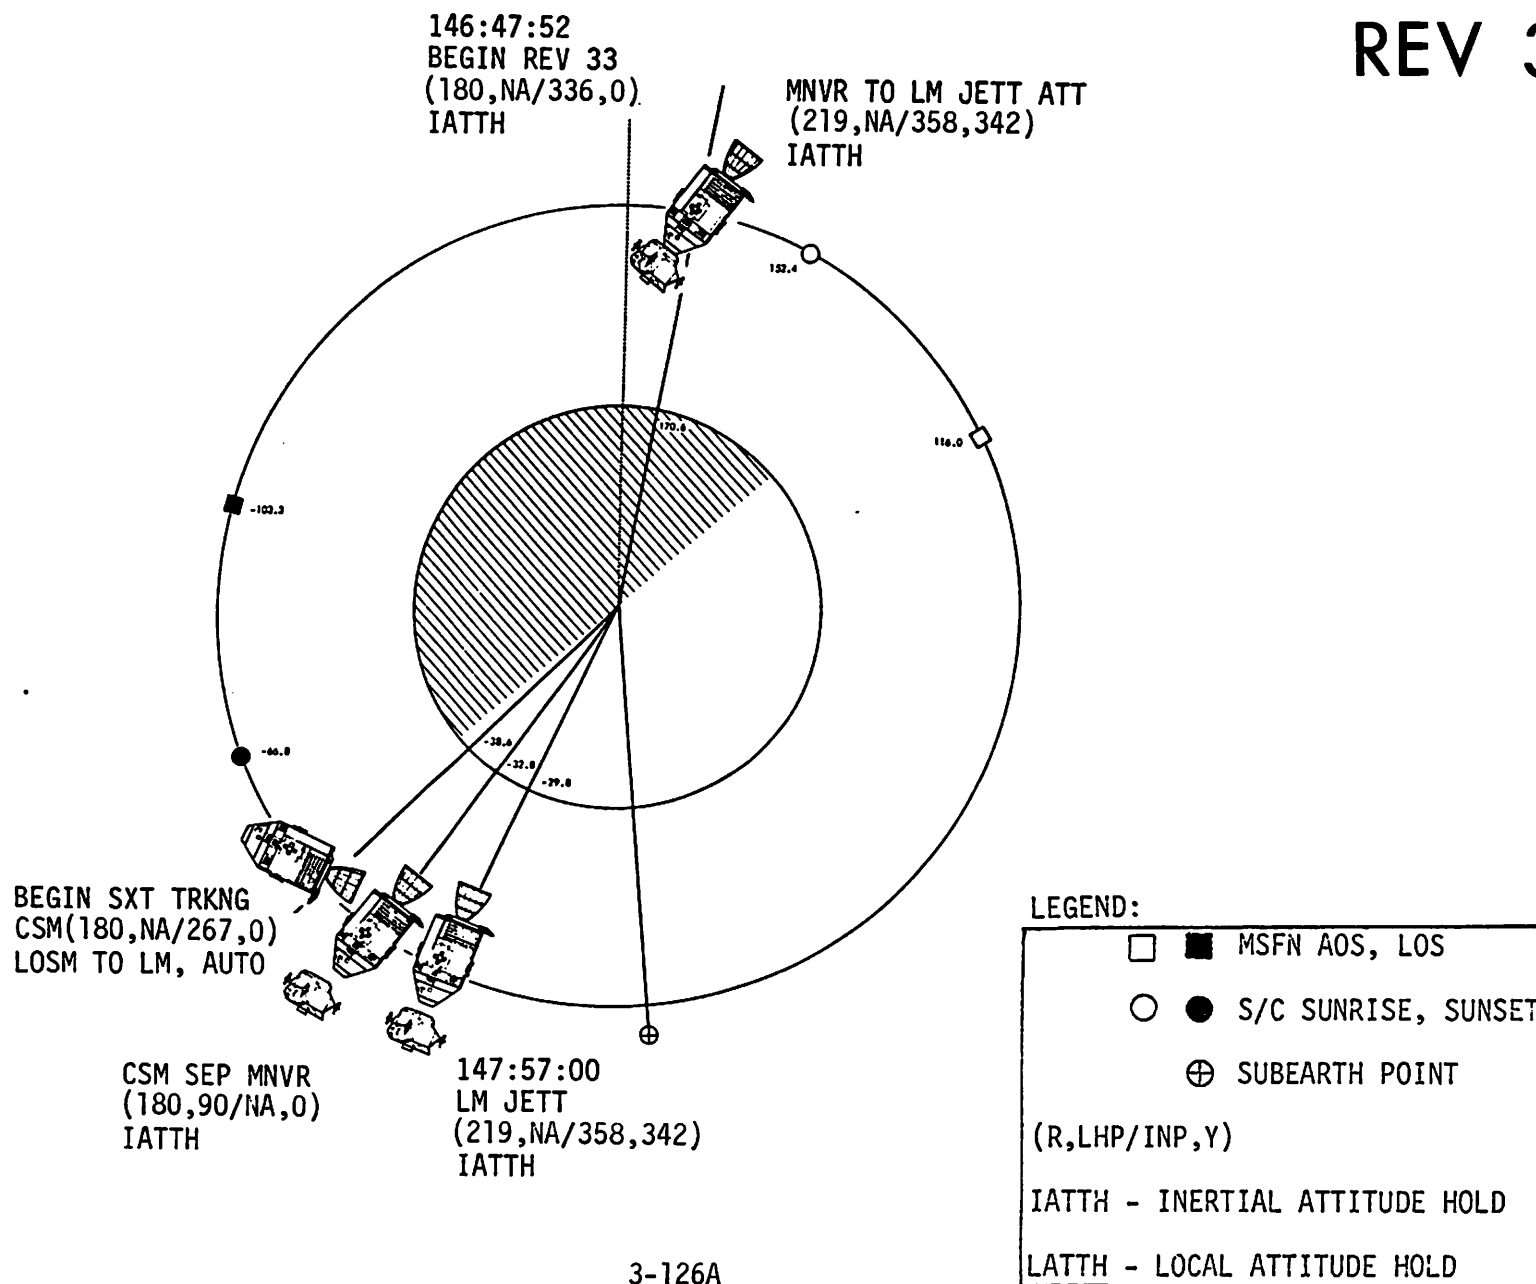 146:47:52
BEGIN REV 33
(180,NA/336,0)
IATTH
REV 3
MNVR TO LM JETT ATT
(219,NA/358,342)
IATTH
152.4
170.6
116.0
-103.3
-66.8
-38.6
-32.8
-29.8
BEGIN SXT TRKNG
CSM(180,NA/267,0)
LOSM TO LM, AUTO
CSM SEP MNVR
(180,90/NA,0)
IATTH
147:57:00
LM JETT
(219,NA/358,342)
IATTH
LEGEND:
MSFN AOS, LOS
S/C SUNRISE, SUNSET
SUBEARTH POINT
(R,LHP/INP,Y)
IATTH - INERTIAL ATTITUDE HOLD
LATTH - LOCAL ATTITUDE HOLD
3-126A